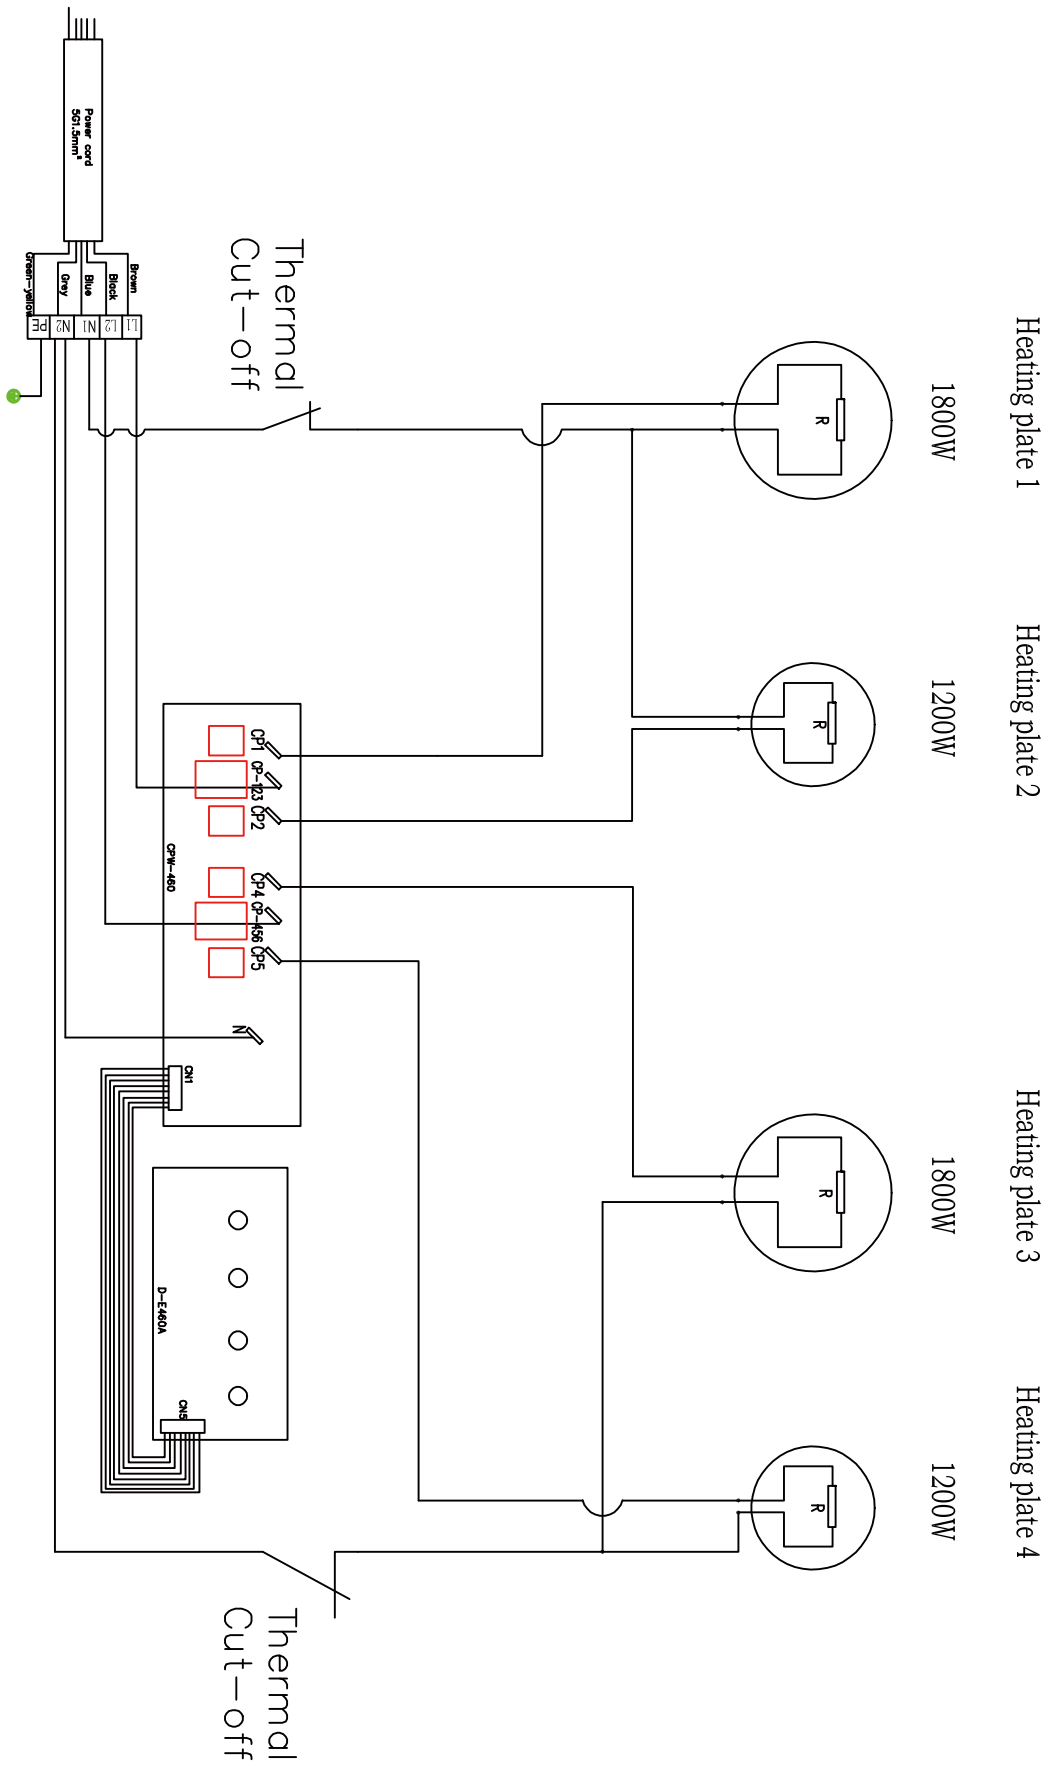 Heating plate 1
1800W
Heating plate 2
1200W
Heating plate 3
1800W
Heating plate 4
1200W
R
R
R
R
Thermal
Cut-off
Power cord
5G1.5mm²
Brown
Black
Blue
Grey
Green-yellow
L1
L2
N1
N2
PE
CP1
CP-123
CP2
CP4
CP-456
CP5
N
CPW-460
CN1
D-E460A
CN5
Thermal
Cut-off